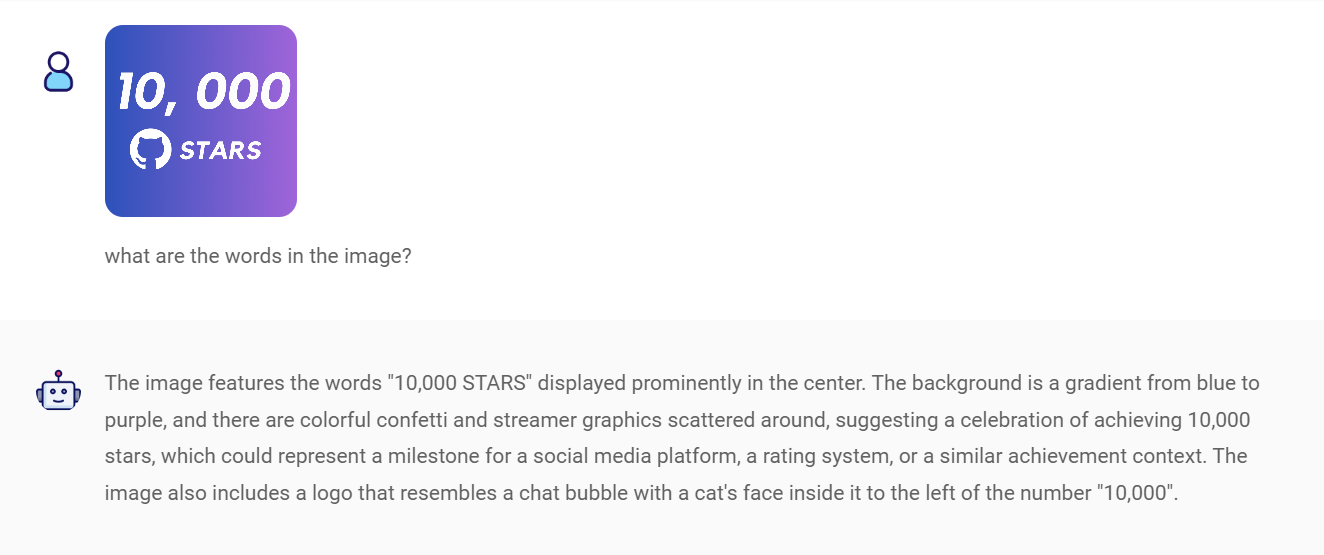 10, 000
STARS
what are the words in the image?
The image features the words "10,000 STARS" displayed prominently in the center. The background is a gradient from blue to
purple, and there are colorful confetti and streamer graphics scattered around, suggesting a celebration of achieving 10,000
stars, which could represent a milestone for a social media platform, a rating system, or a similar achievement context. The
image also includes a logo that resembles a chat bubble with a cat's face inside it to the left of the number "10,000".